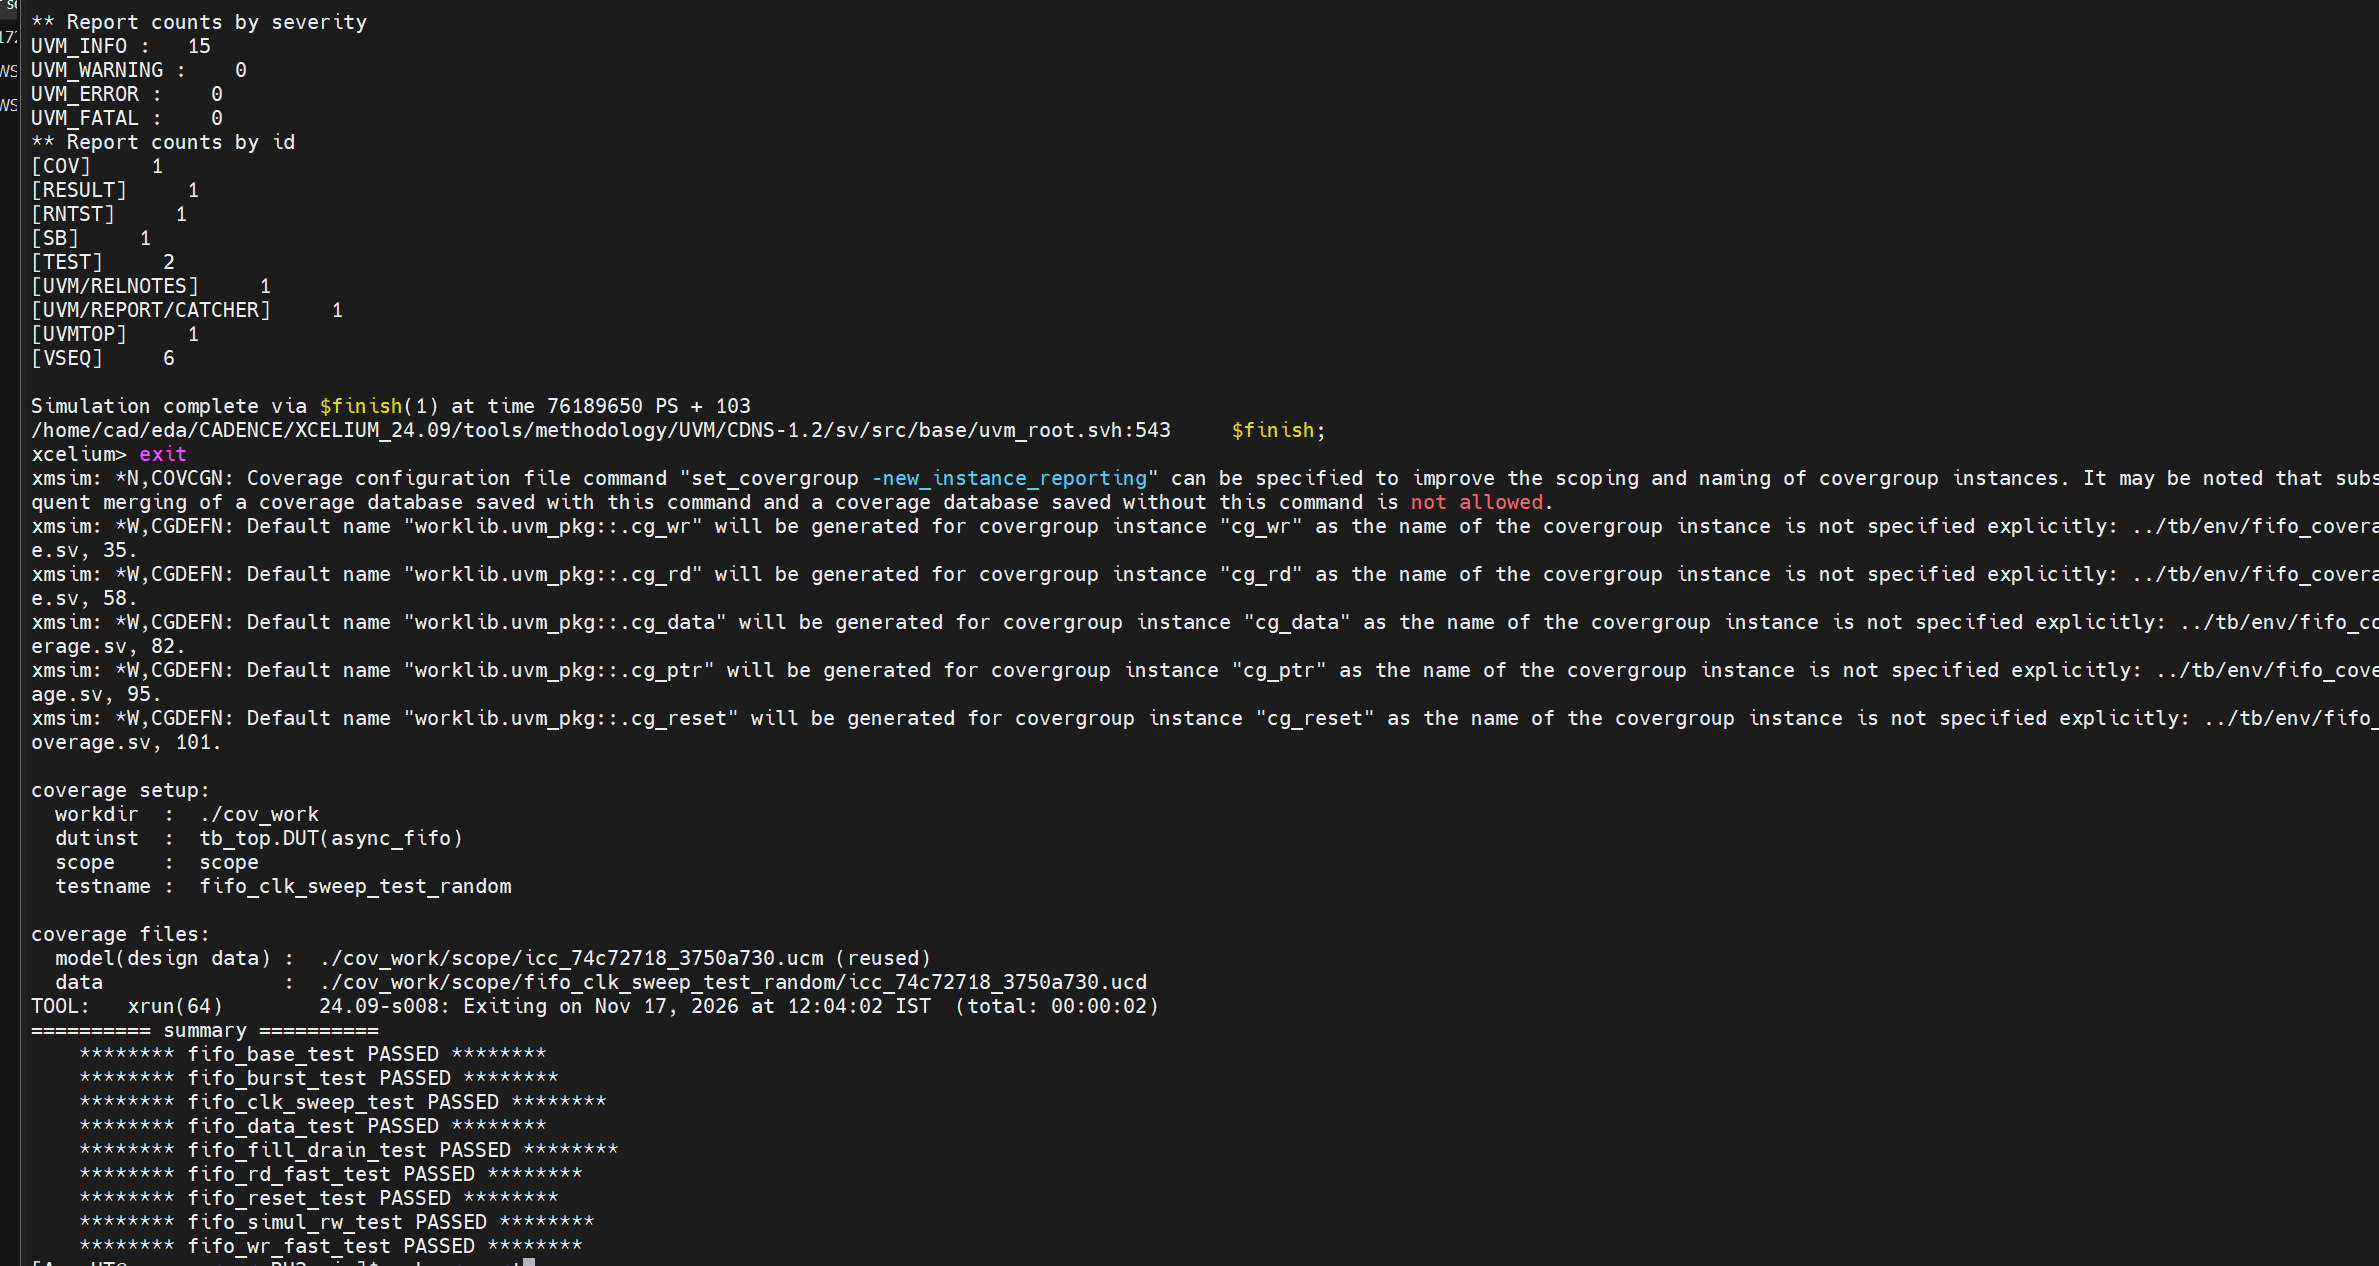 ** Report counts by severity
UVM_INFO :   15
UVM_WARNING :    0
UVM_ERROR :    0
UVM_FATAL :    0
** Report counts by id
[COV]     1
[RESULT]     1
[RNTST]     1
[SB]     1
[TEST]     2
[UVM/RELNOTES]     1
[UVM/REPORT/CATCHER]     1
[UVMTOP]     1
[VSEQ]     6
Simulation complete via $finish(1) at time 76189650 PS + 103
/home/cad/eda/CADENCE/XCELIUM_24.09/tools/methodology/UVM/CDNS-1.2/sv/src/base/uvm_root.svh:543     $finish;
xcelium> exit
xmsim: *N,COVCGN: Coverage configuration file command "set_covergroup -new_instance_reporting" can be specified to improve the scoping and naming of covergroup instances. It may be noted that subs
quent merging of a coverage database saved with this command and a coverage database saved without this command is not allowed.
xmsim: *W,CGDEFN: Default name "worklib.uvm_pkg::.cg_wr" will be generated for covergroup instance "cg_wr" as the name of the covergroup instance is not specified explicitly: ../tb/env/fifo_covera
e.sv, 35.
xmsim: *W,CGDEFN: Default name "worklib.uvm_pkg::.cg_rd" will be generated for covergroup instance "cg_rd" as the name of the covergroup instance is not specified explicitly: ../tb/env/fifo_covera
e.sv, 58.
xmsim: *W,CGDEFN: Default name "worklib.uvm_pkg::.cg_data" will be generated for covergroup instance "cg_data" as the name of the covergroup instance is not specified explicitly: ../tb/env/fifo_co
erage.sv, 82.
xmsim: *W,CGDEFN: Default name "worklib.uvm_pkg::.cg_ptr" will be generated for covergroup instance "cg_ptr" as the name of the covergroup instance is not specified explicitly: ../tb/env/fifo_cove
age.sv, 95.
xmsim: *W,CGDEFN: Default name "worklib.uvm_pkg::.cg_reset" will be generated for covergroup instance "cg_reset" as the name of the covergroup instance is not specified explicitly: ../tb/env/fifo_
overage.sv, 101.
coverage setup:
  workdir  :  ./cov_work
  dutinst  :  tb_top.DUT(async_fifo)
  scope    :  scope
  testname :  fifo_clk_sweep_test_random
coverage files:
  model(design data) :  ./cov_work/scope/icc_74c72718_3750a730.ucm (reused)
  data               :  ./cov_work/scope/fifo_clk_sweep_test_random/icc_74c72718_3750a730.ucd
TOOL:   xrun(64)        24.09-s008: Exiting on Nov 17, 2026 at 12:04:02 IST  (total: 00:00:02)
========== summary ==========
    ******** fifo_base_test PASSED ********
    ******** fifo_burst_test PASSED ********
    ******** fifo_clk_sweep_test PASSED ********
    ******** fifo_data_test PASSED ********
    ******** fifo_fill_drain_test PASSED ********
    ******** fifo_rd_fast_test PASSED ********
    ******** fifo_reset_test PASSED ********
    ******** fifo_simul_rw_test PASSED ********
    ******** fifo_wr_fast_test PASSED ********